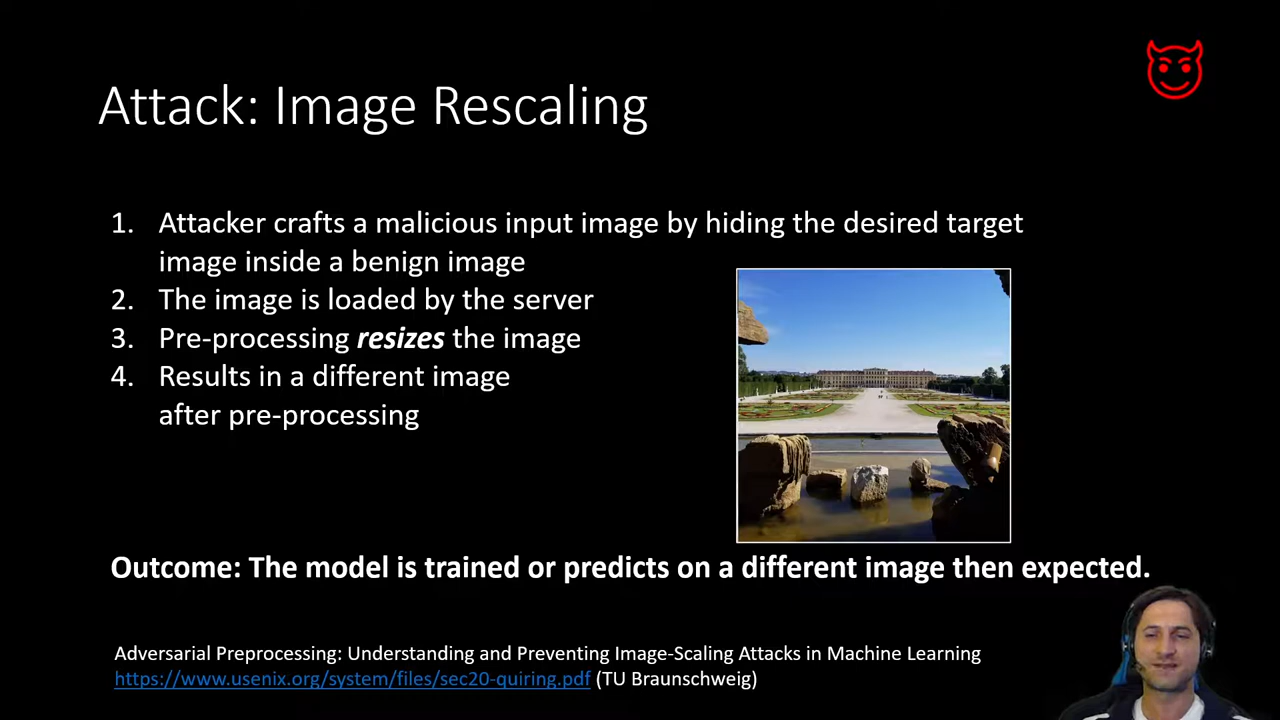 Attack: Image Rescaling
1. Attacker crafts a malicious input image by hiding the desired target
image inside a benign image
2. The image is loaded by the server
3. Pre-processing resizes the image
4. Results in a different image
after pre-processing
Outcome: The model is trained or predicts on a different image then expected.
Adversarial Preprocessing: Understanding and Preventing Image-Scaling Attacks in Machine Learning
https://www.usenix.org/system/files/sec20-quiring.pdf (TU Braunschweig)